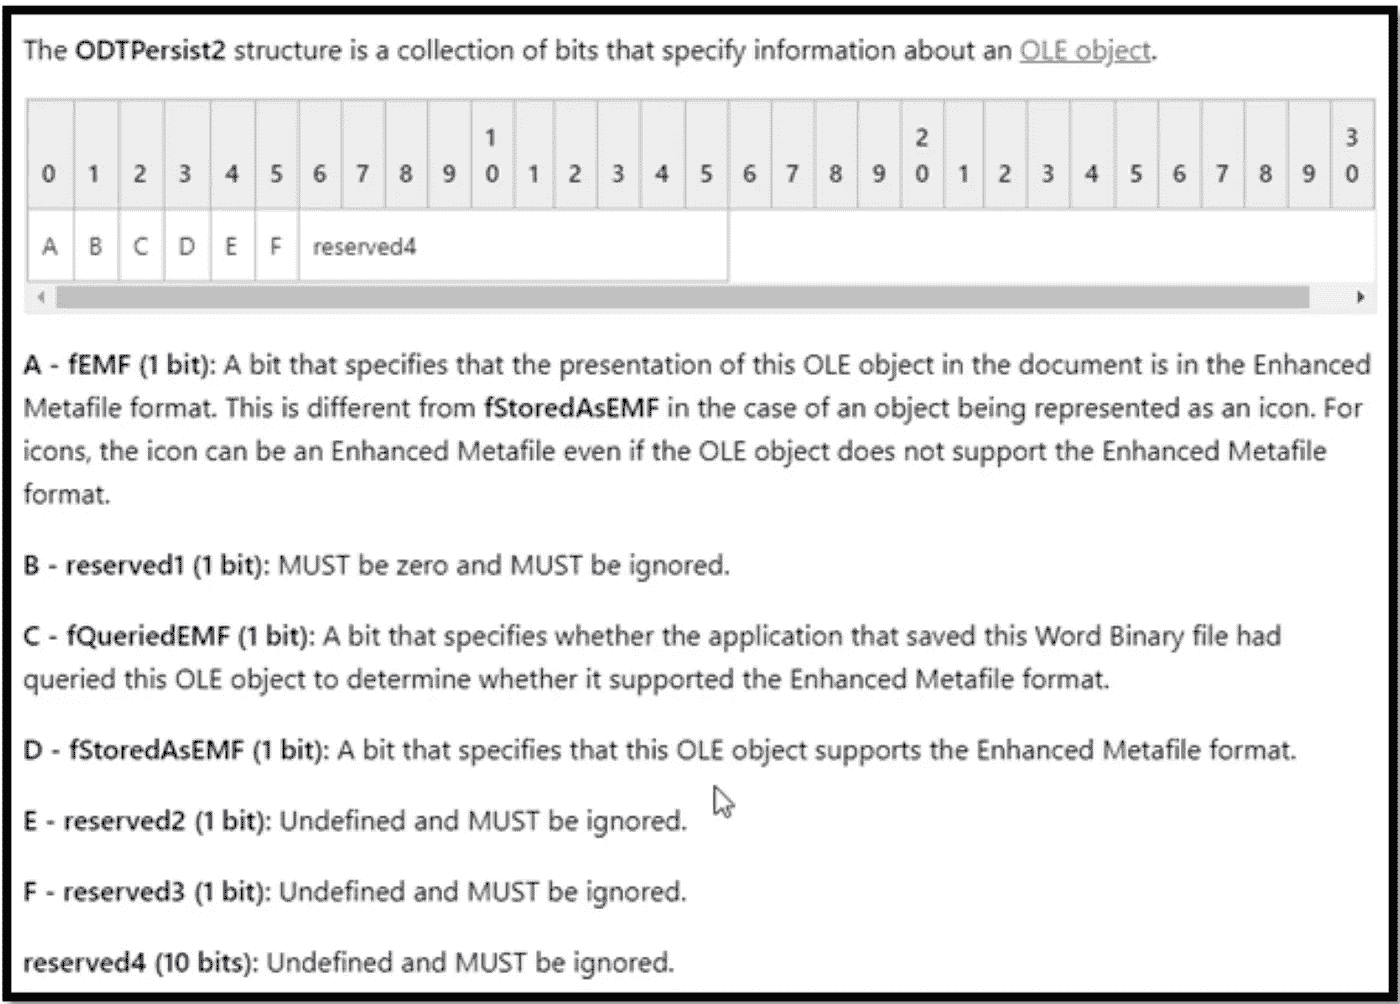 The ODTPersist2 structure is a collection of bits that specify information about an OLE object.
1 2 3
0 1 2 3 4 5 6 7 8 9 0 1 2 3 4 5 6 7 8 9 0 1 2 3 4 5 6 7 8 9 0
A B C D E F reserved4
A - fEMF (1 bit): A bit that specifies that the presentation of this OLE object in the document is in the Enhanced
Metafile format. This is different from fStoredAsEMF in the case of an object being represented as an icon. For
icons, the icon can be an Enhanced Metafile even if the OLE object does not support the Enhanced Metafile
format.
B - reserved1 (1 bit): MUST be zero and MUST be ignored.
C - fQueriedEMF (1 bit): A bit that specifies whether the application that saved this Word Binary file had
queried this OLE object to determine whether it supported the Enhanced Metafile format.
D - fStoredAsEMF (1 bit): A bit that specifies that this OLE object supports the Enhanced Metafile format.
E - reserved2 (1 bit): Undefined and MUST be ignored.
F - reserved3 (1 bit): Undefined and MUST be ignored.
reserved4 (10 bits): Undefined and MUST be ignored.